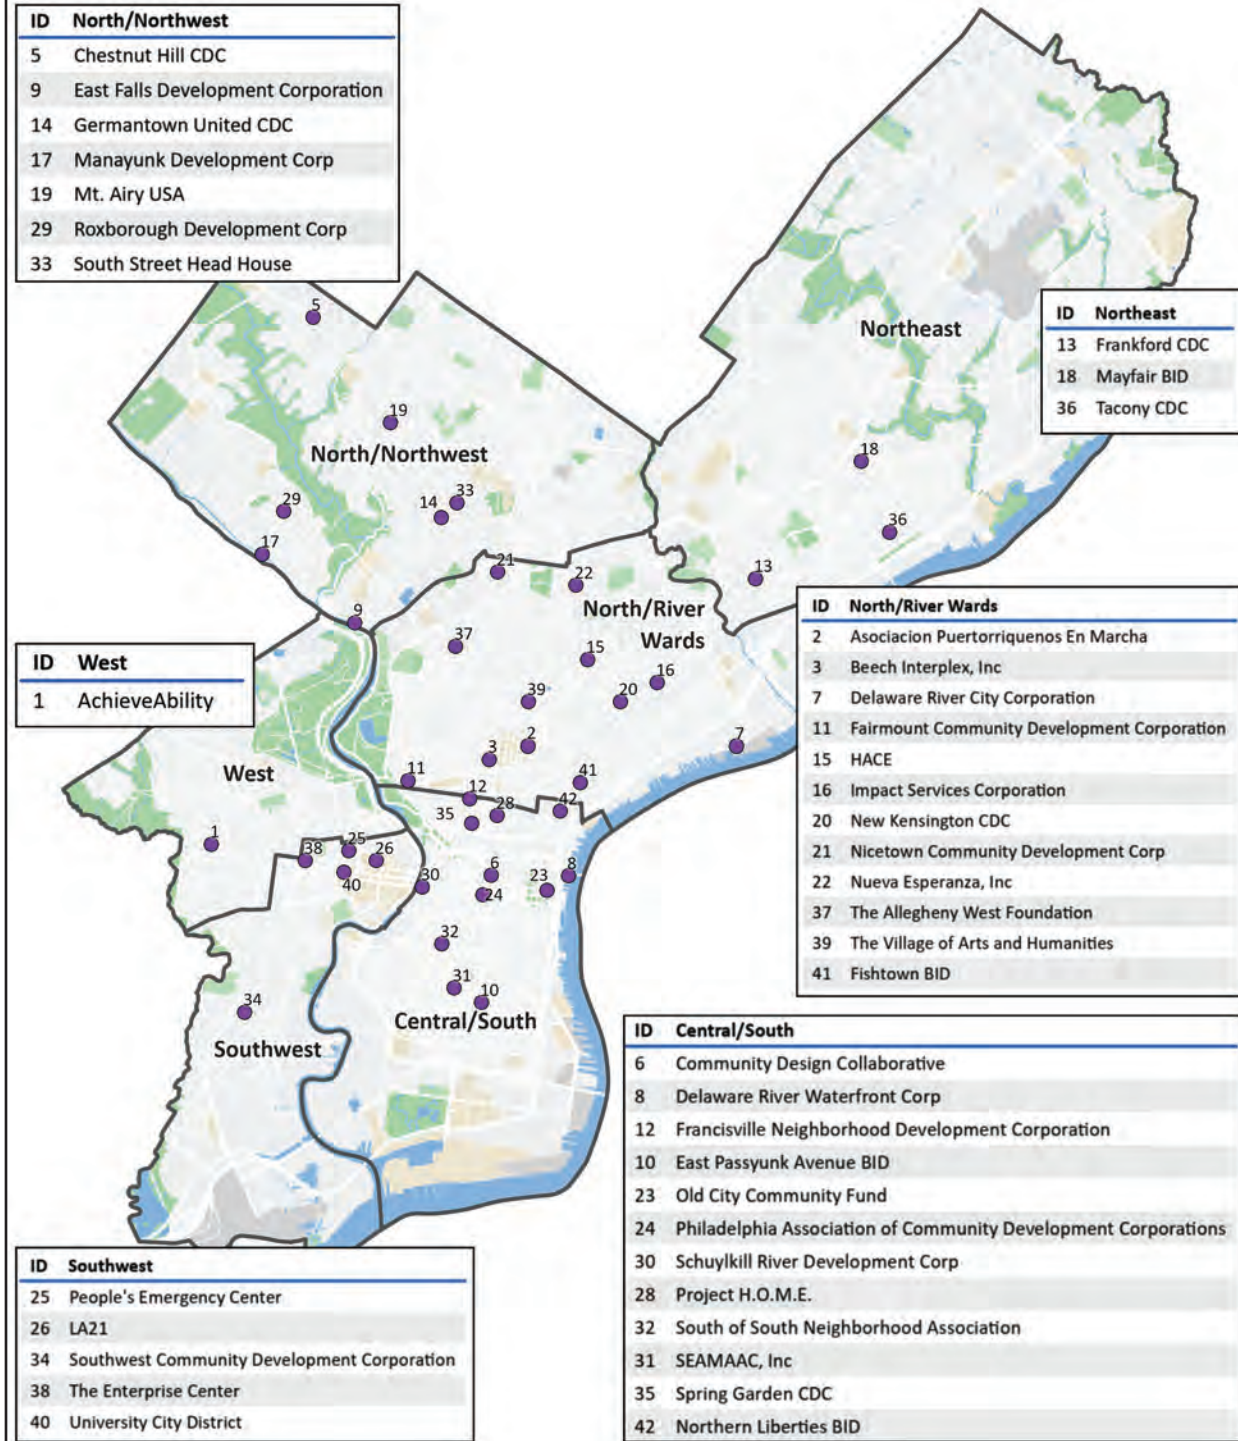 ID North/Northwest
5 Chestnut Hill CDC
9 East Falls Development Corporation
14 Germantown United CDC
17 Manayunk Development Corp
19 Mt. Airy USA
29 Roxborough Development Corp
33 South Street Head House
5
Northeast
ID Northeast
13 Frankford CDC
18 Mayfair BID
36 Tacony CDC
19
North/Northwest
18
33
14
29
36
17
21
22
13
North/River
Wards
9
37
15
16
39
20
ID West
1 AchieveAbility
ID North/River Wards
2 Asociacion Puertorriquenos En Marcha
3 Beech Interplex, Inc
7 Delaware River City Corporation
11 Fairmount Community Development Corporation
15 HACE
16 Impact Services Corporation
20 New Kensington CDC
21 Nicetown Community Development Corp
22 Nueva Esperanza, Inc
37 The Allegheny West Foundation
39 The Village of Arts and Humanities
41 Fishtown BID
2
7
3
West
11
41
12
42
28
35
1
25
38
26
40
30
6
8
23
24
32
31
10
34
Central/South
Southwest
ID Central/South
6 Community Design Collaborative
8 Delaware River Waterfront Corp
12 Francisville Neighborhood Development Corporation
10 East Passyunk Avenue BID
23 Old City Community Fund
24 Philadelphia Association of Community Development Corporations
30 Schuylkill River Development Corp
28 Project H.O.M.E.
32 South of South Neighborhood Association
31 SEAMAAC, Inc
35 Spring Garden CDC
42 Northern Liberties BID
ID Southwest
25 People's Emergency Center
26 LA21
34 Southwest Community Development Corporation
38 The Enterprise Center
40 University City District